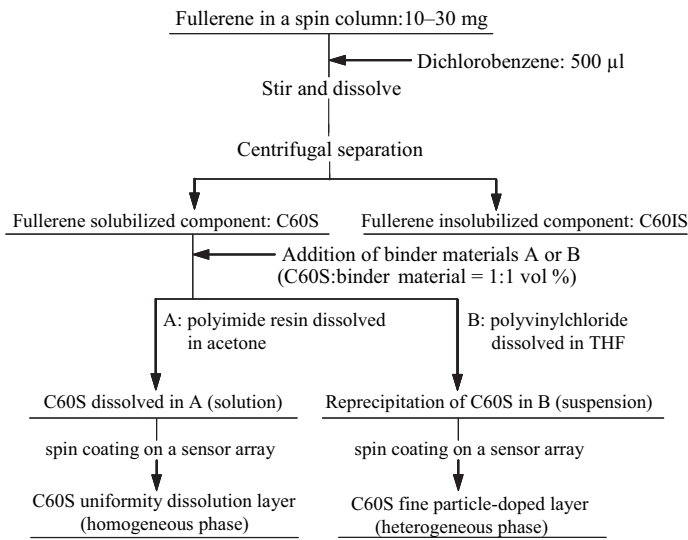 Fullerene in a spin column:10–30 mg
Dichlorobenzene: 500 µl
Stir and dissolve
Centrifugal separation
Fullerene solubilized component: C60S
Fullerene insolubilized component: C60IS
Addition of binder materials A or B
(C60S:binder material = 1:1 vol %)
A: polyimide resin dissolved
in acetone
B: polyvinylchloride
dissolved in THF
C60S dissolved in A (solution)
Reprecipitation of C60S in B (suspension)
spin coating on a sensor array
spin coating on a sensor array
C60S uniformity dissolution layer
(homogeneous phase)
C60S fine particle-doped layer
(heterogeneous phase)